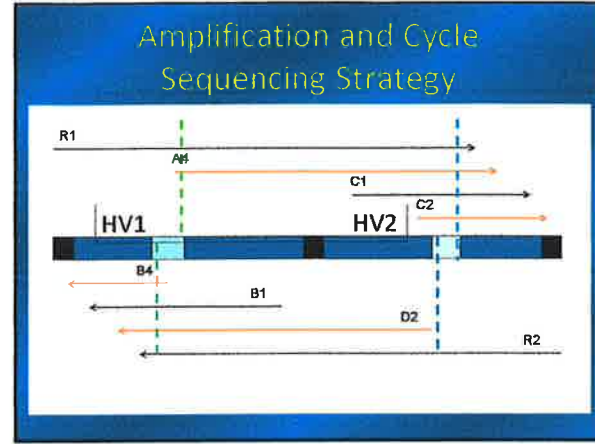 Amplification and Cycle
Sequencing Strategy
R1
A4
C1
C2
HV1
HV2
B4
B1
D2
R2